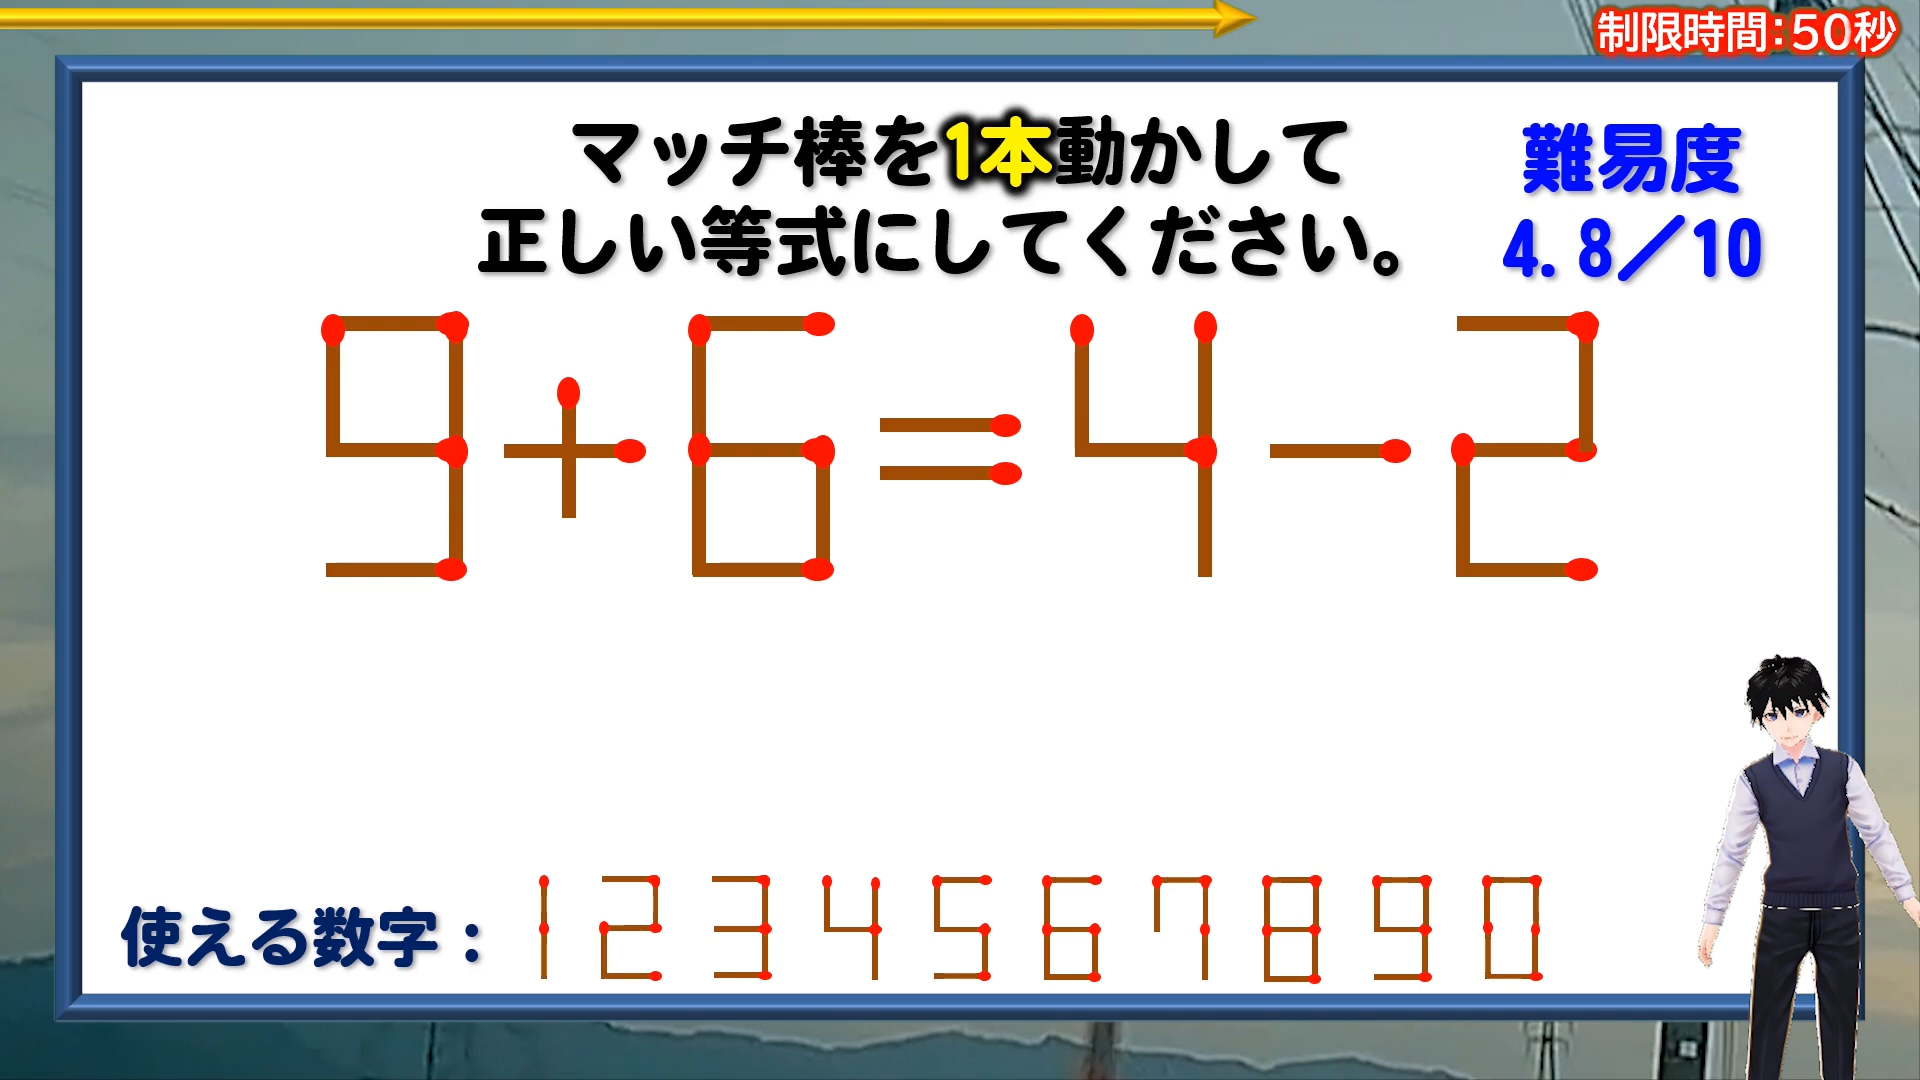 制限時間:50秒
マッチ棒を1本動かして
正しい等式にしてください。
難易度
4.8/10
9+6=4-2
使える数字:1234567890